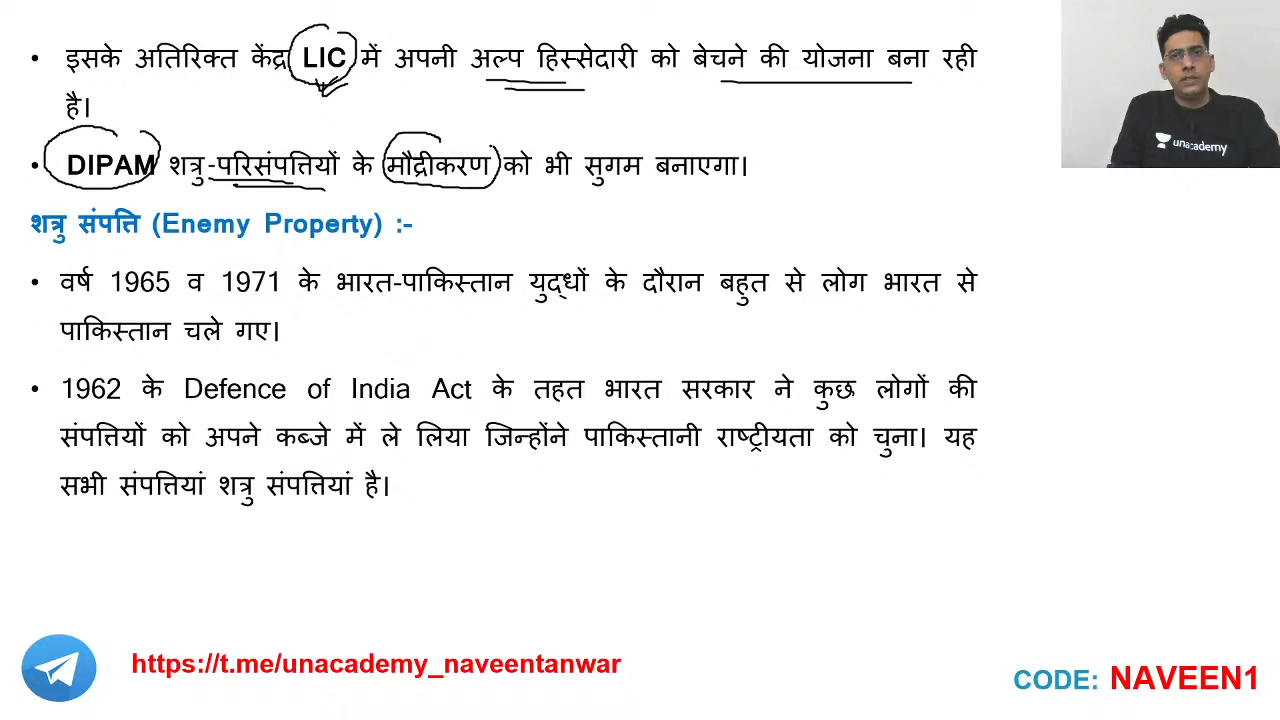 • इसके अतिरिक्त केंद्र LIC में अपनी अल्प हिस्सेदारी को बेचने की योजना बना रही
है।
• DIPAM शत्रु-परिसंपत्तियों के मौद्रीकरण को भी सुगम बनाएगा।
शत्रु संपत्ति (Enemy Property) :-
• वर्ष 1965 व 1971 के भारत-पाकिस्तान युद्धों के दौरान बहुत से लोग भारत से
पाकिस्तान चले गए।
• 1962 के Defence of India Act के तहत भारत सरकार ने कुछ लोगों की
संपत्तियों को अपने कब्जे में ले लिया जिन्होंने पाकिस्तानी राष्ट्रीयता को चुना। यह
सभी संपत्तियां शत्रु संपत्तियां है।
unacademy
https://t.me/unacademy_naveentanwar
CODE: NAVEEN1